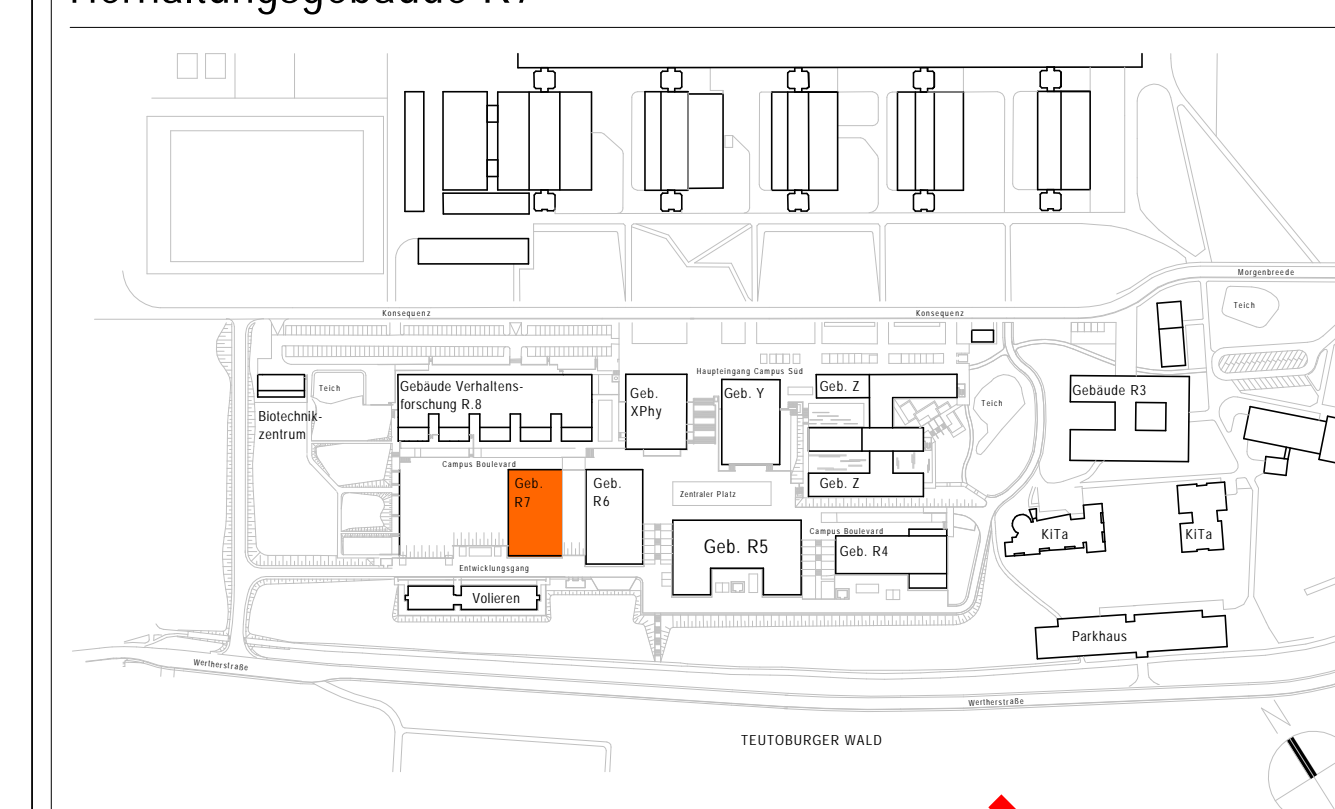 Morgenbreede
Teich
Konsequenz
Konsequenz
Haupteingang Campus Süd
Teich
Gebäude Verhaltens-
forschung R.8
Geb.
XPhy
Geb. Y
Geb. Z
Gebäude R3
Teich
Biotechnik-
zentrum
Campus Boulevard
Geb.
R7
Geb.
R6
Zentraler Platz
Geb. Z
Campus Boulevard
Geb. R5
Geb. R4
KiTa
KiTa
Entwicklungsgang
Volieren
Parkhaus
Wertherstraße
Wertherstraße
TEUTOBURGER WALD